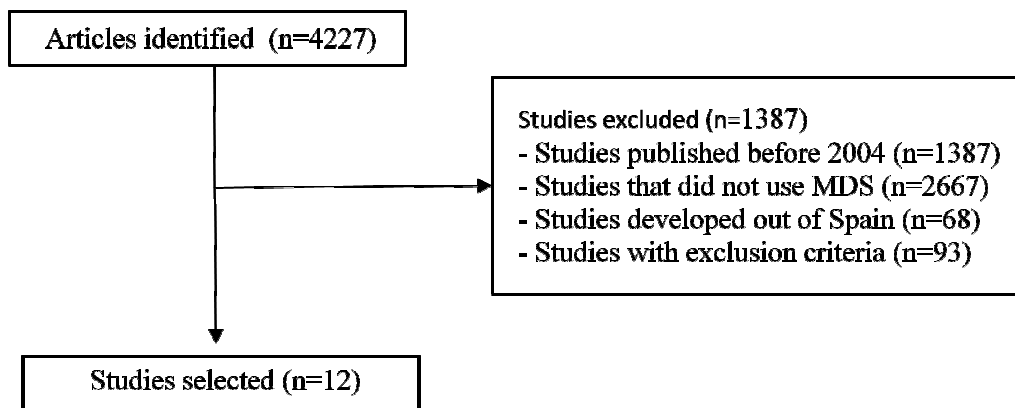 Articles identified (n=4227)
Studies excluded (n=1387)
- Studies published before 2004 (n=1387)
- Studies that did not use MDS (n=2667)
- Studies developed out of Spain (n=68)
- Studies with exclusion criteria (n=93)
Studies selected (n=12)